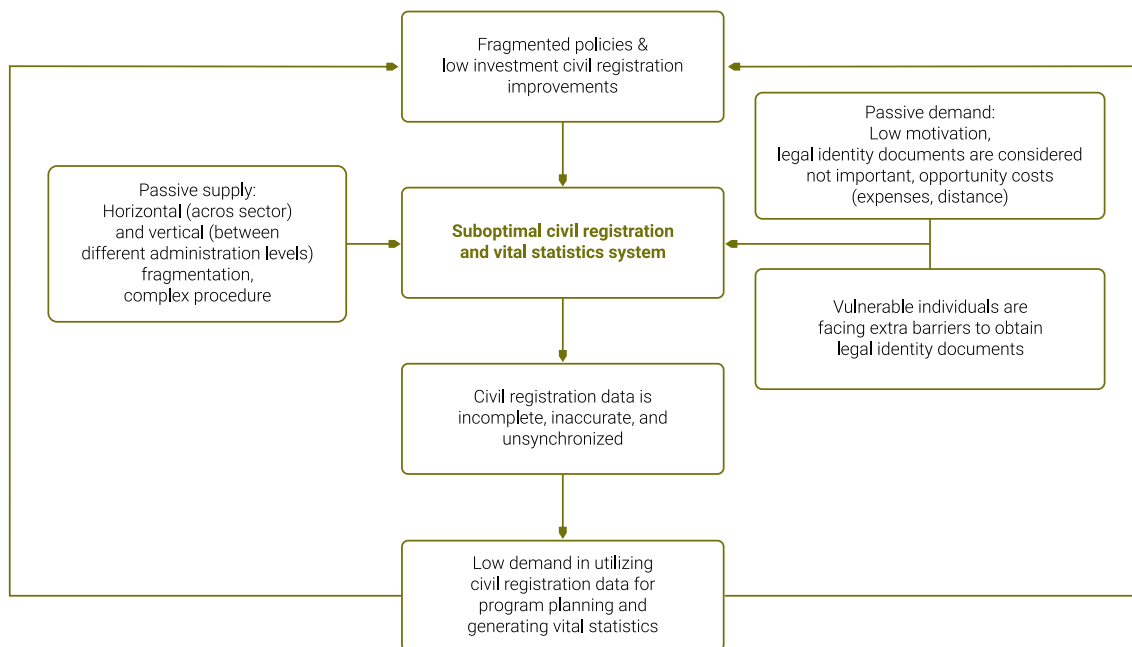 Fragmented policies &
low investment civil registration
improvements
Passive demand:
Low motivation,
legal identity documents are considered
not important, opportunity costs
(expenses, distance)
Passive supply:
Horizontal (acros sector)
and vertical (between
different administration levels)
fragmentation,
complex procedure
Suboptimal civil registration
and vital statistics system
Vulnerable individuals are
facing extra barriers to obtain
legal identity documents
Civil registration data is
incomplete, inaccurate, and
unsynchronized
Low demand in utilizing
civil registration data for
program planning and
generating vital statistics